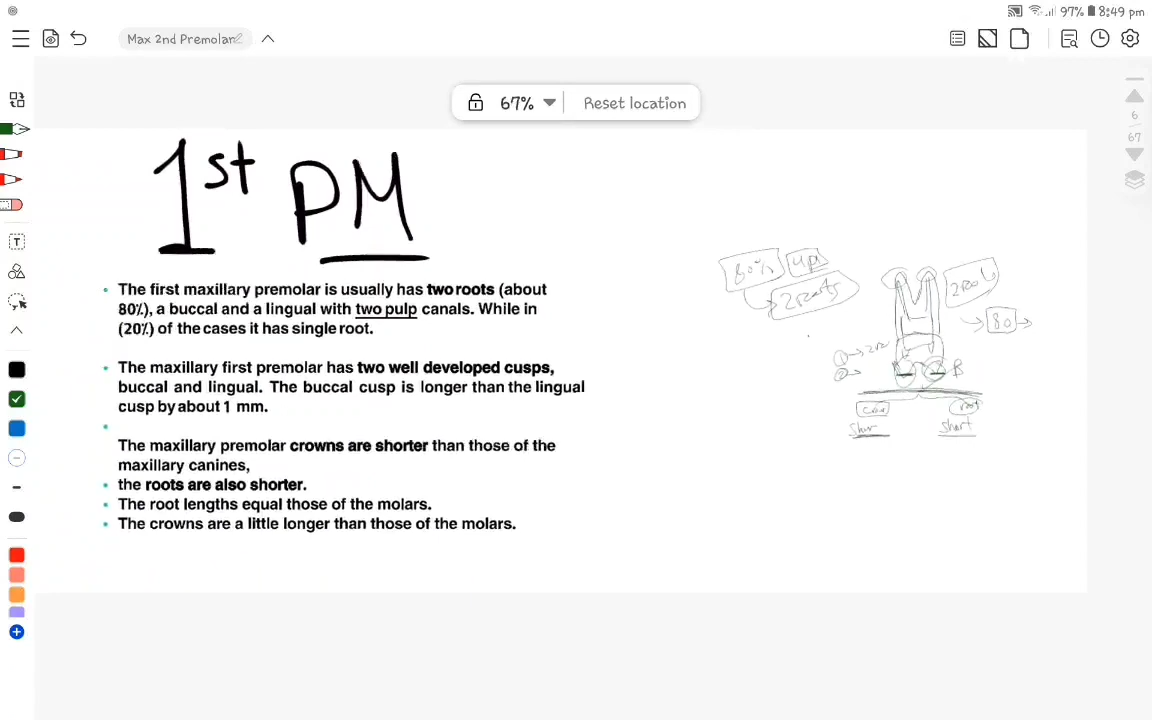 97% 8:49 pm
Max 2nd Premolar
67% Reset location
6
67
1st PM
• The first maxillary premolar is usually has two roots (about
80%), a buccal and a lingual with two pulp canals. While in
(20%) of the cases it has single root.
• The maxillary first premolar has two well developed cusps,
buccal and lingual. The buccal cusp is longer than the lingual
cusp by about 1 mm.
•
The maxillary premolar crowns are shorter than those of the
maxillary canines,
• the roots are also shorter.
• The root lengths equal those of the molars.
• The crowns are a little longer than those of the molars.
80%
2 roots
80
B
root
short
T